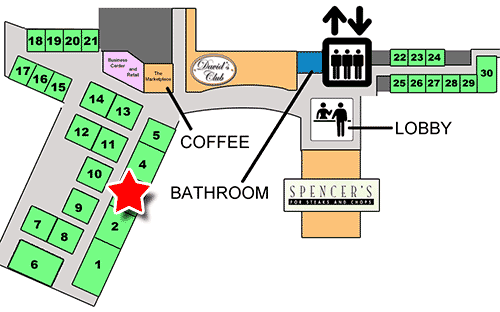 18 19 20 21
Business
Center
and
Retail
The
Marketplace
David's
Club
22 23 24
17 16 15
25 26 27 28 29
30
14 13
COFFEE
LOBBY
12 11
5
4
10
BATHROOM
SPENCER'S
FOR STEAKS AND CHOPS
9
7 8
2
6
1